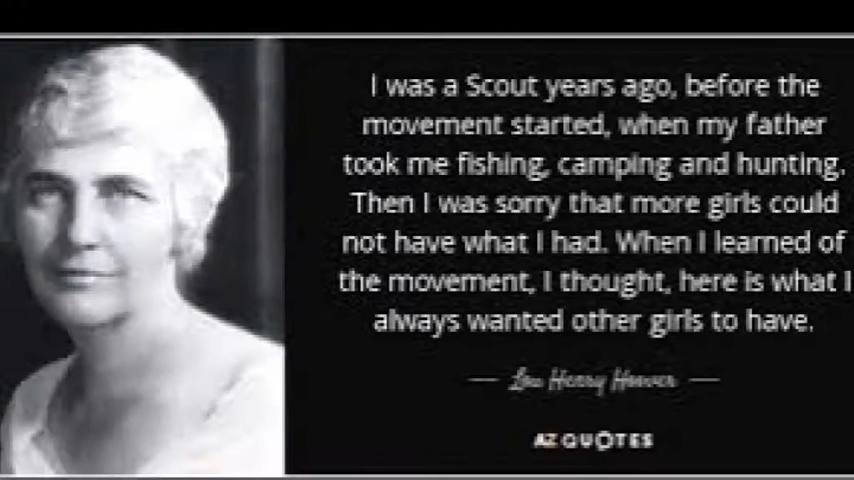 I was a Scout years ago, before the
movement started, when my father
took me fishing, camping and hunting.
Then I was sorry that more girls could
not have what I had. When I learned of
the movement, I thought, here is what I
always wanted other girls to have.
— Lou Henry Hoover —
AZ QUOTES